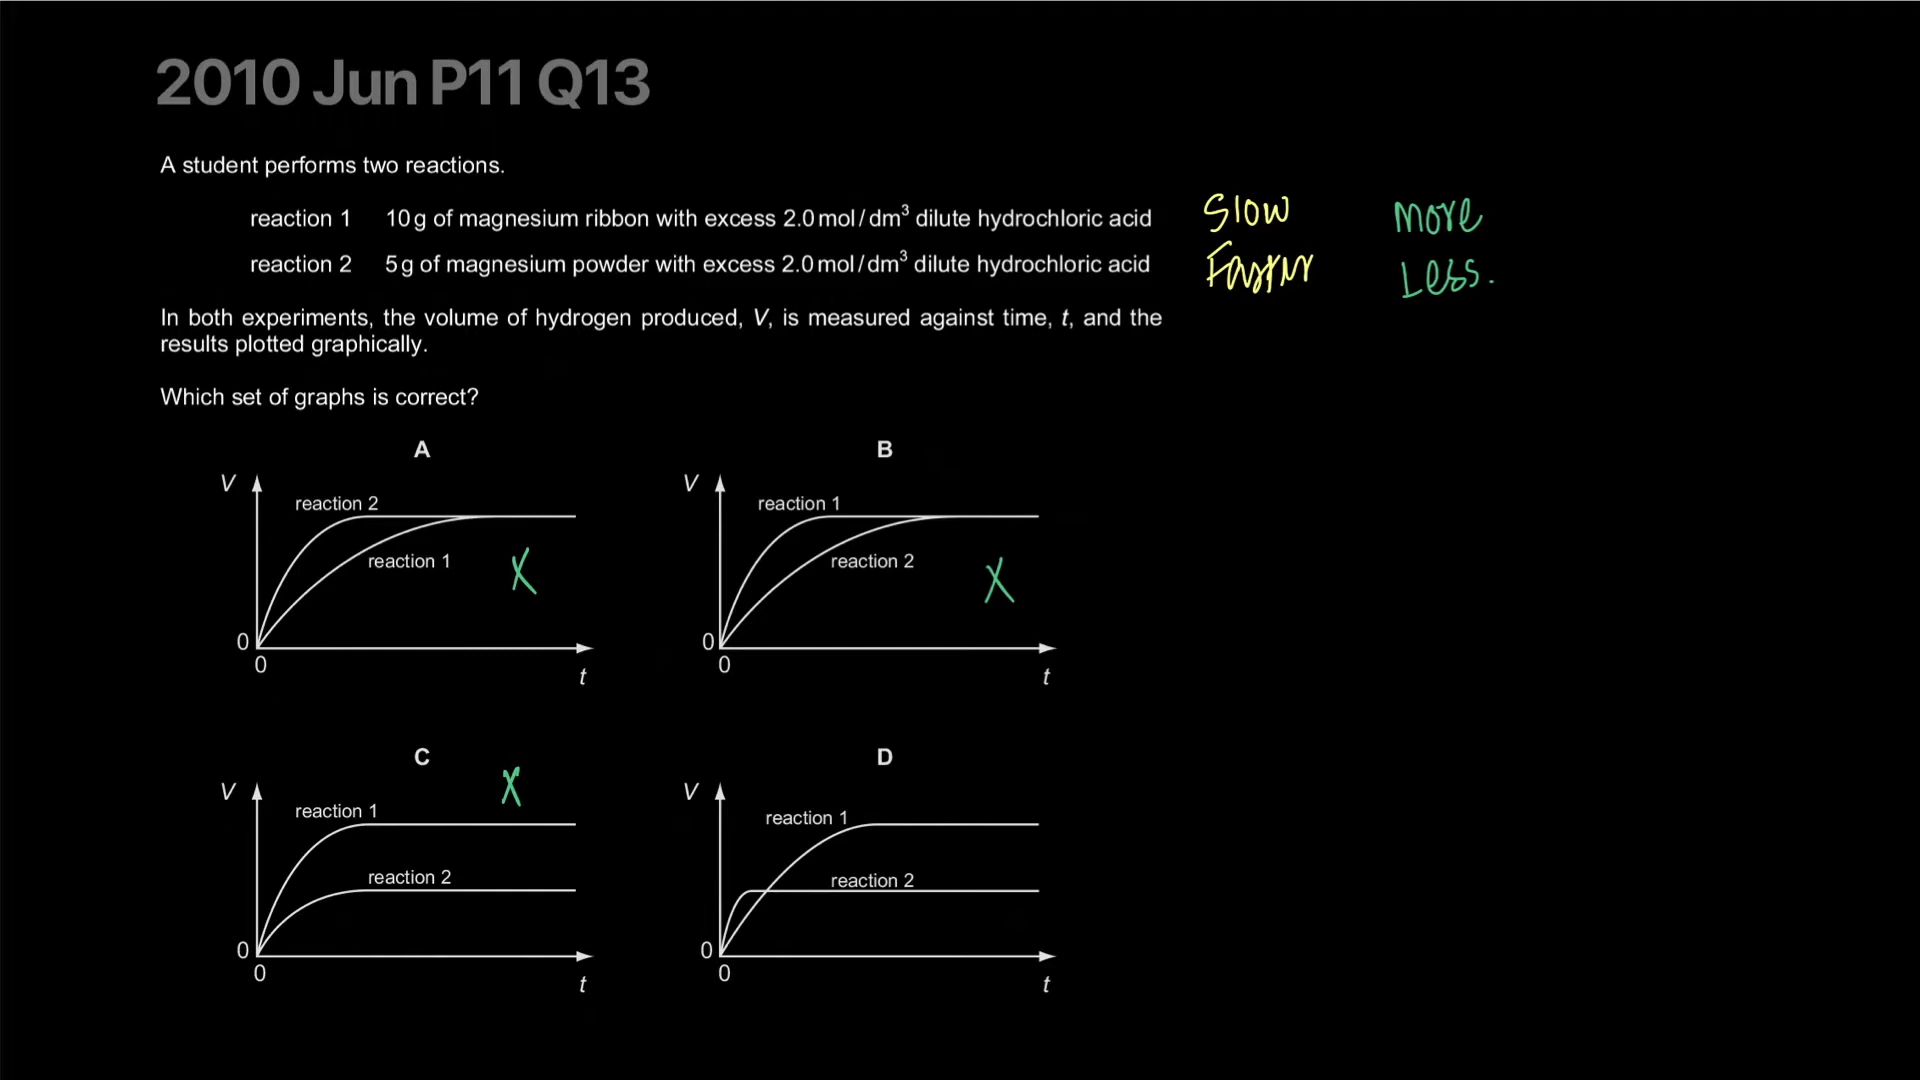 2010 Jun P11 Q13
A student performs two reactions.
reaction 1 10 g of magnesium ribbon with excess 2.0 mol / dm³ dilute hydrochloric acid Slow More
reaction 2 5 g of magnesium powder with excess 2.0 mol / dm³ dilute hydrochloric acid Faster Less.
In both experiments, the volume of hydrogen produced, V, is measured against time, t, and the
results plotted graphically.
Which set of graphs is correct?
A
V
reaction 2
reaction 1
X
0
0
t
B
V
reaction 1
reaction 2
X
0
0
t
C
X
V
reaction 1
reaction 2
0
0
t
D
V
reaction 1
reaction 2
0
0
t